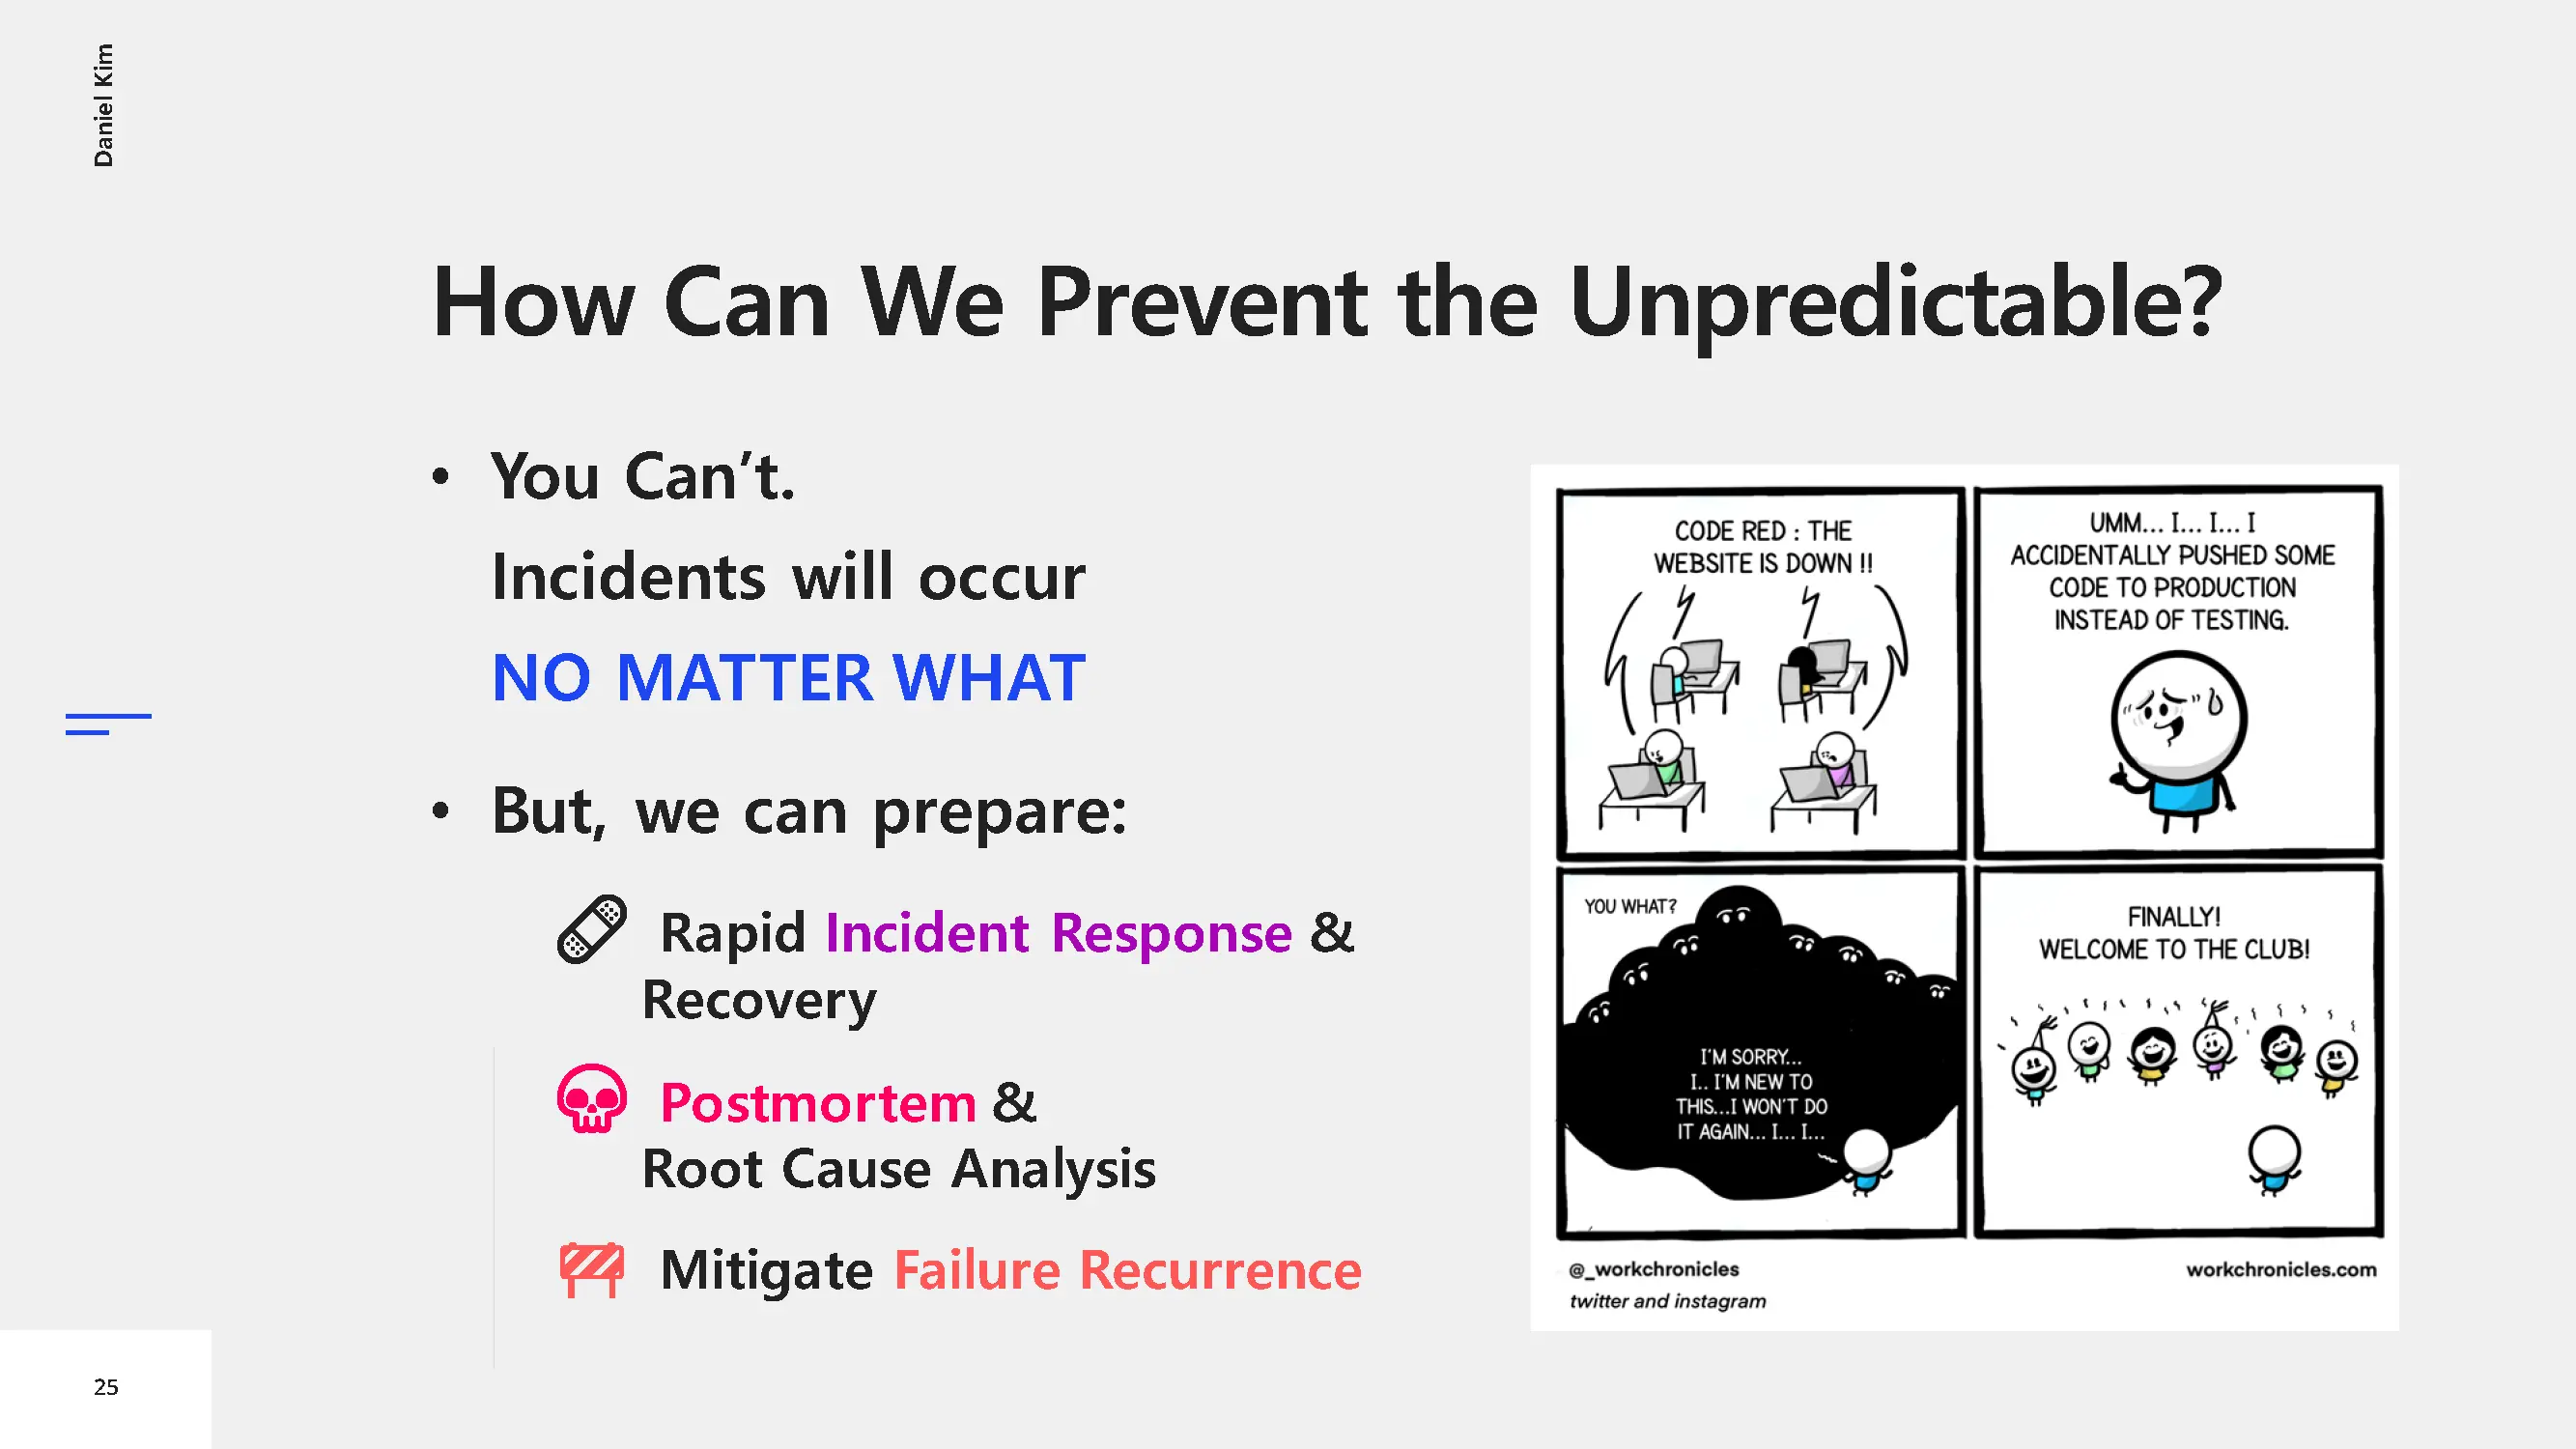 Daniel Kim
How Can We Prevent the Unpredictable?
• You Can’t.
Incidents will occur
NO MATTER WHAT
• But, we can prepare:
Rapid Incident Response &
Recovery
Postmortem &
Root Cause Analysis
Mitigate Failure Recurrence
CODE RED : THE
WEBSITE IS DOWN !!
UMM... I... I... I
ACCIDENTALLY PUSHED SOME
CODE TO PRODUCTION
INSTEAD OF TESTING.
YOU WHAT?
I'M SORRY...
I.. I'M NEW TO
THIS...I WON'T DO
IT AGAIN... I... I...
FINALLY!
WELCOME TO THE CLUB!
@_workchronicles
twitter and instagram
workchronicles.com
25